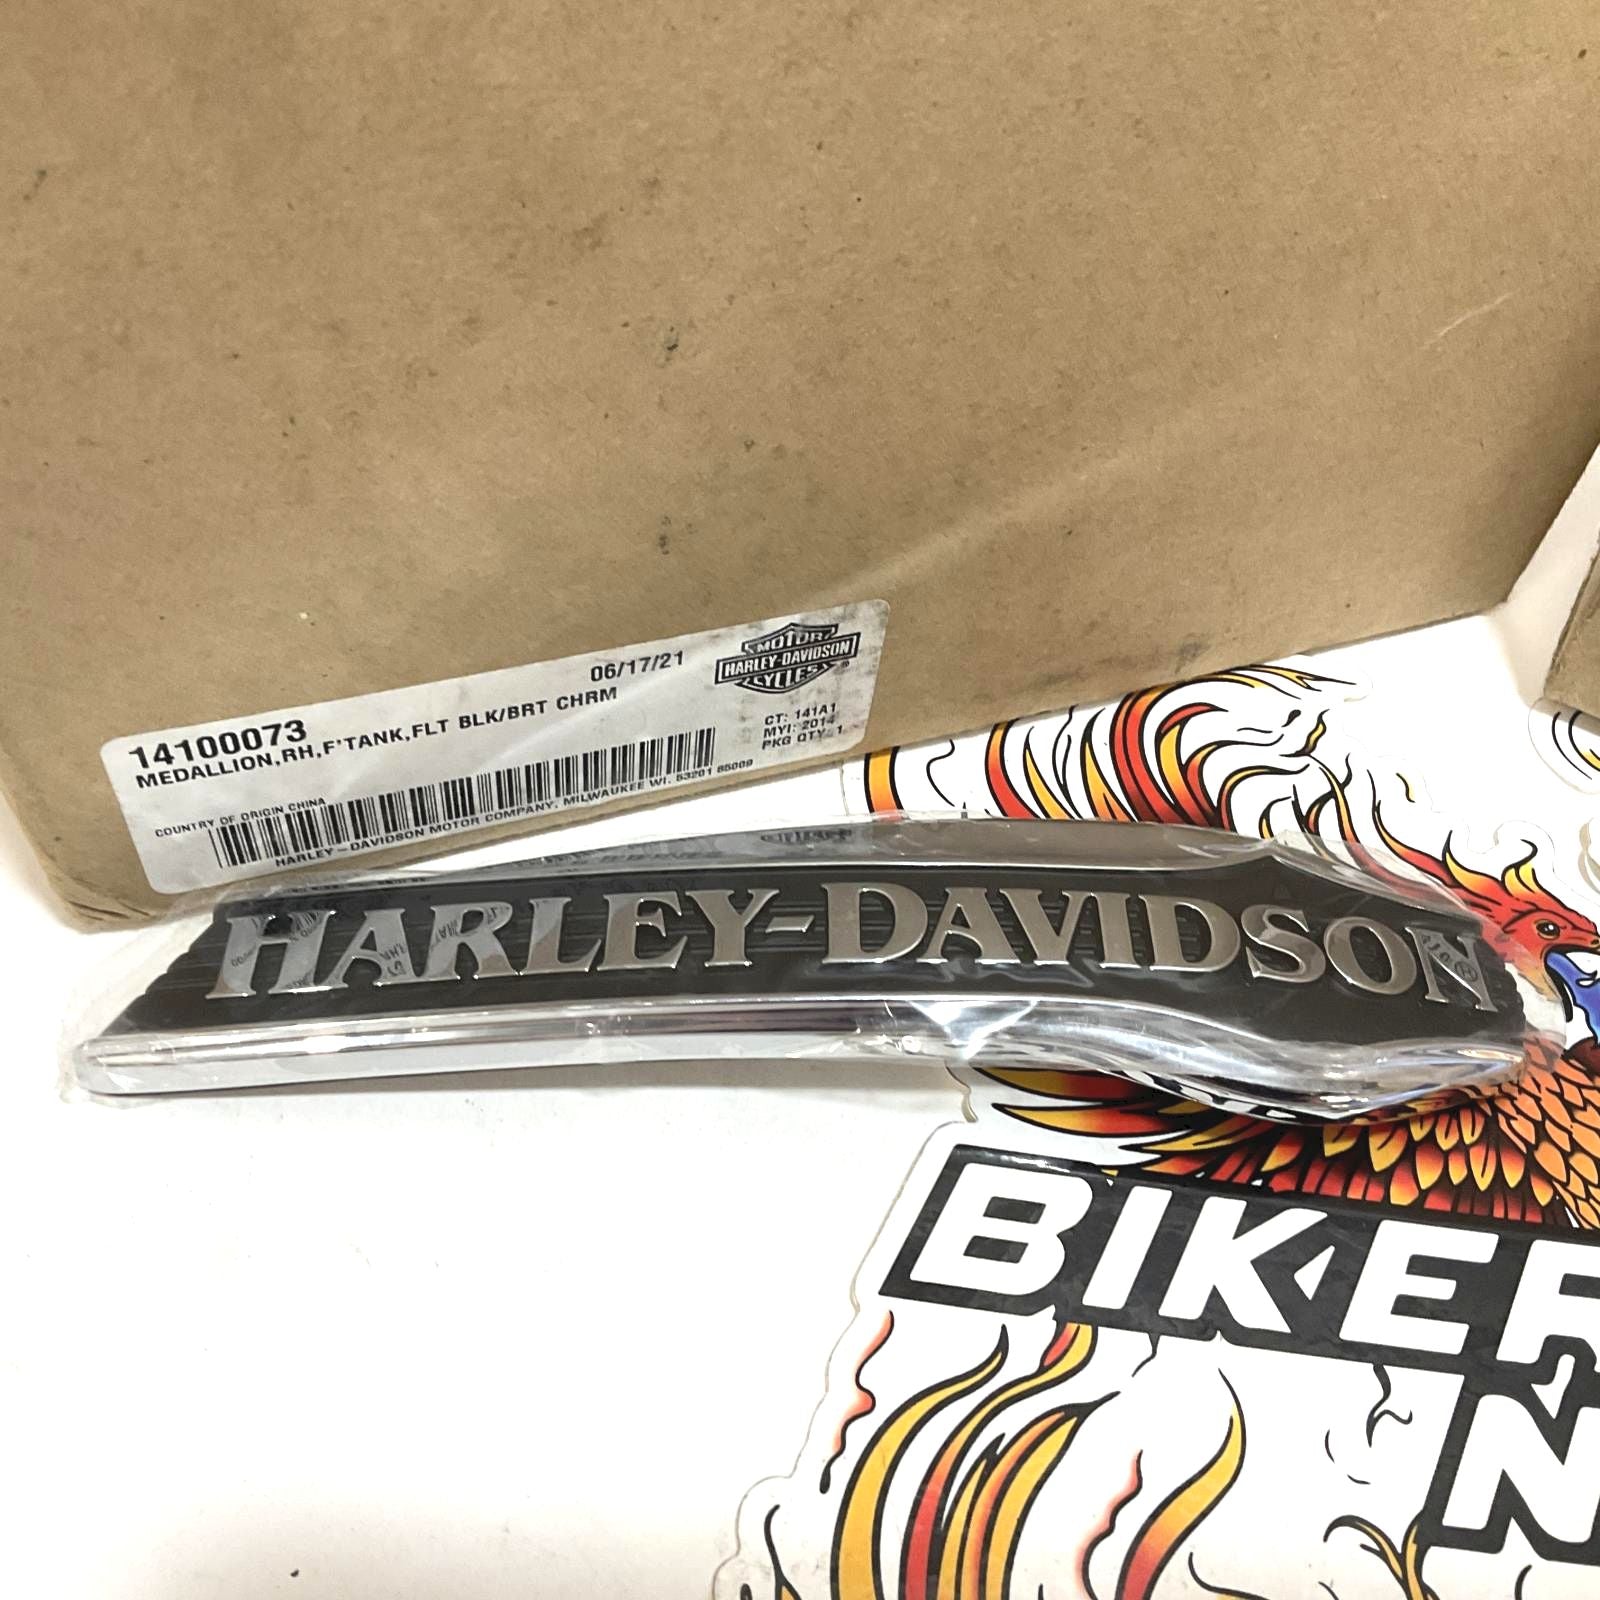 06/17/21
MOTOR
HARLEY-DAVIDSON
CYCLES
®
14100073
MEDALLION,RH,F'TANK,FLT BLK/BRT CHRM
CT: 141A1
MYI: 2014
PKG QTY: 1
COUNTRY OF ORIGIN CHINA
HARLEY-DAVIDSON MOTOR COMPANY. MILWAUKEE WI. 53201 85009
HARLEY-DAVIDSON
BIKER
N